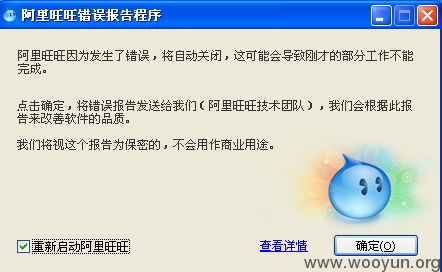 阿里旺旺错误报告程序
阿里旺旺因为发生了错误，将自动关闭，这可能会导致刚才的部分工作不能
完成。
点击确定，将错误报告发送给我们（阿里旺旺技术团队），我们会根据此报
告来改善软件的品质。
我们将视这个报告为保密的，不会用作商业用途。
重新启动阿里旺旺
查看详情
确定(O)
www.wooyun.org